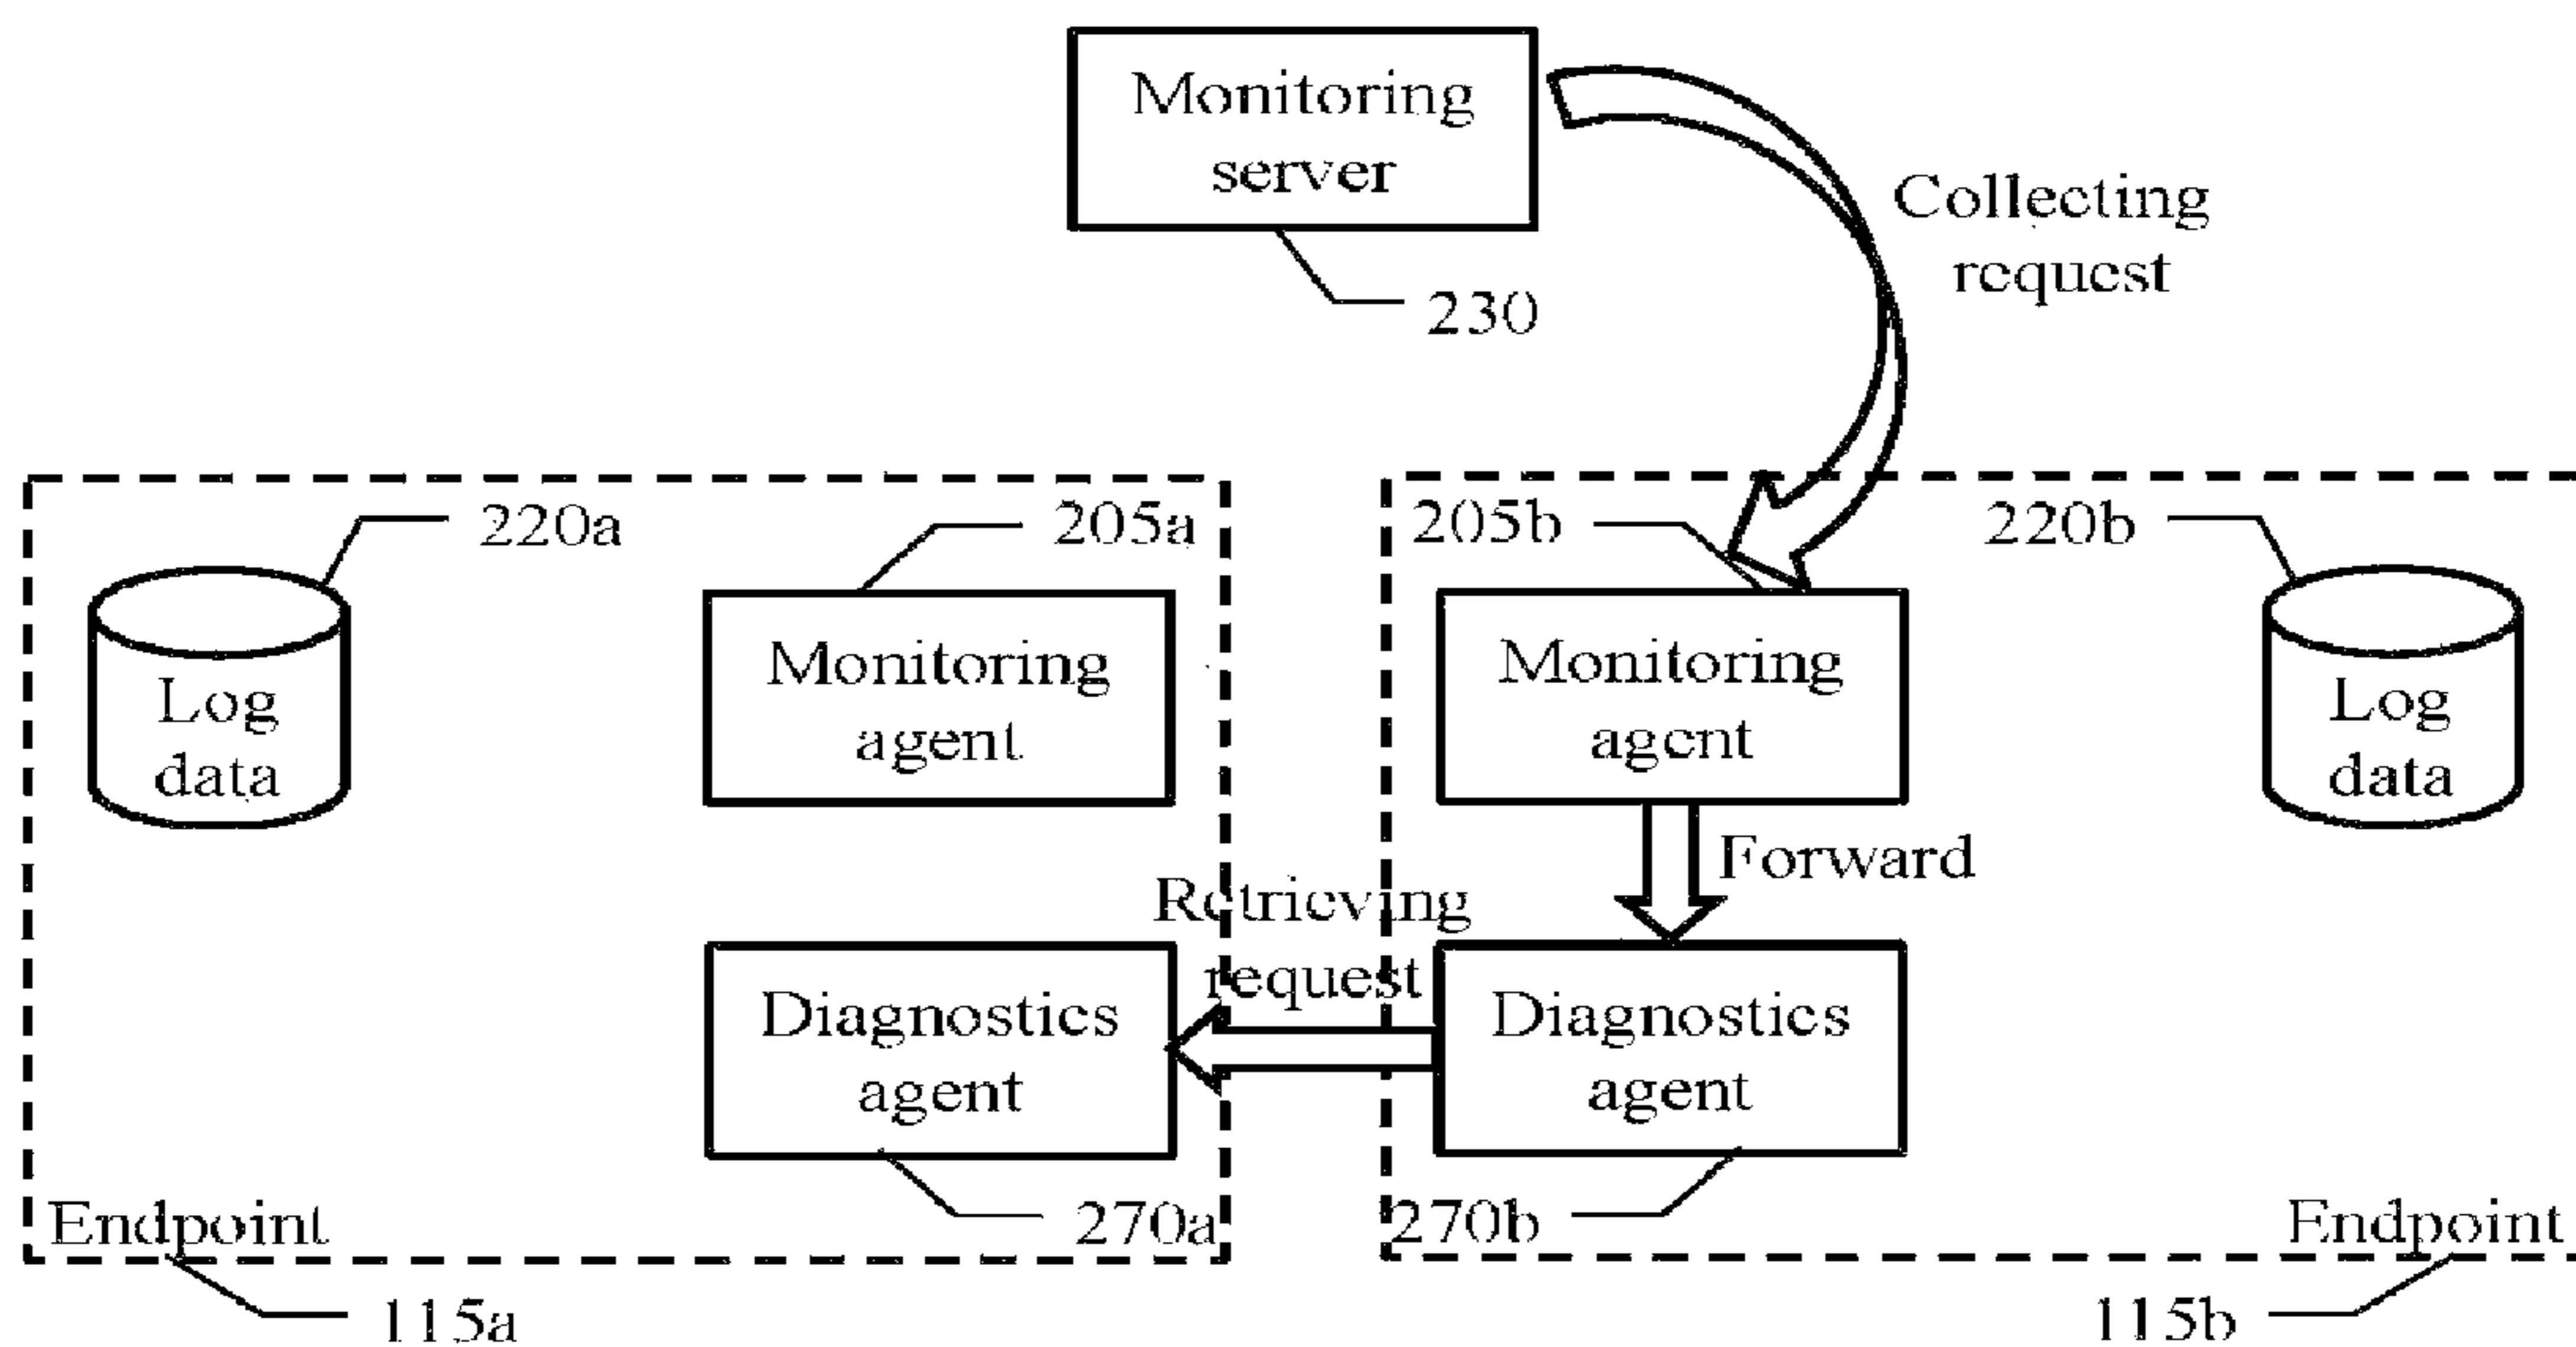 Monitoring
server
230
Collecting
request
220a
205a
205b
220b
Log
data
Monitoring
agent
Monitoring
agent
Log
data
Forward
Retrieving
request
Diagnostics
agent
Diagnostics
agent
Endpoint
270a
270b
Endpoint
115a
115b